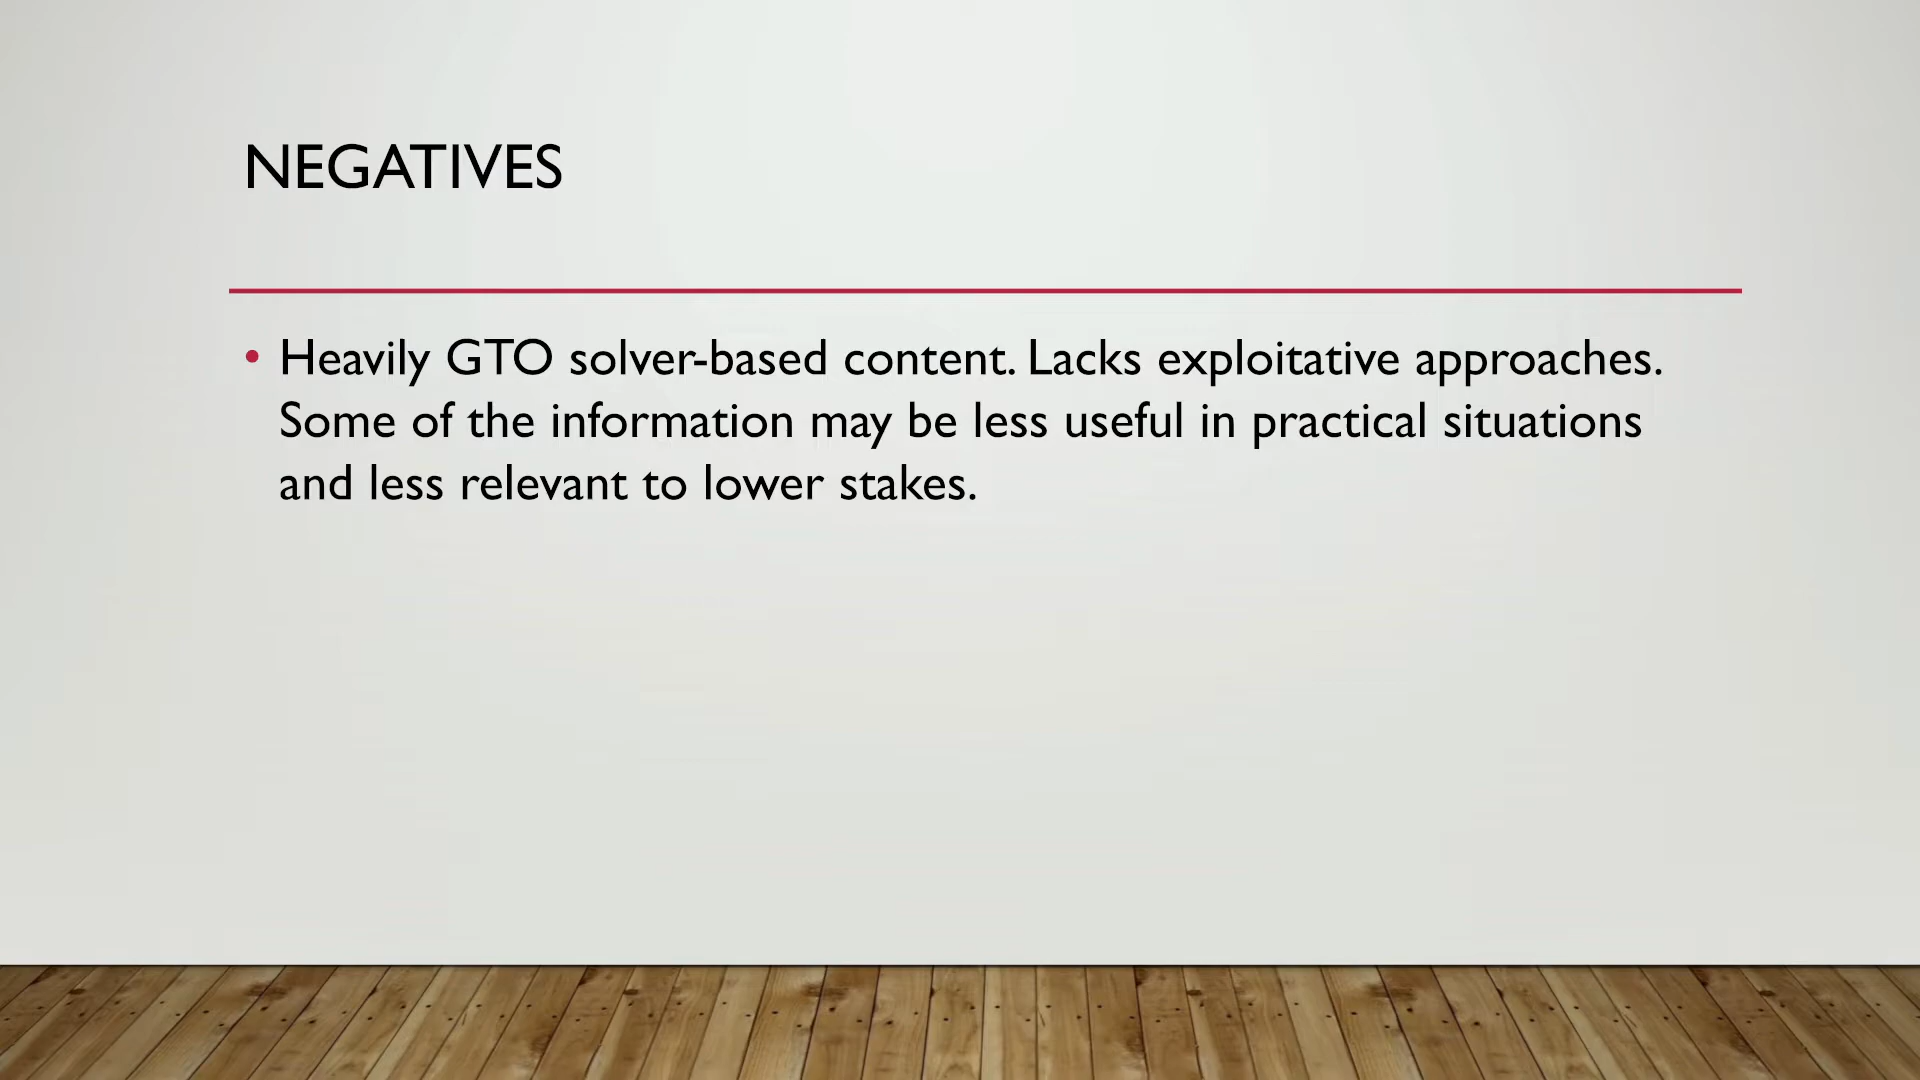 NEGATIVES
• Heavily GTO solver-based content. Lacks exploitative approaches.
Some of the information may be less useful in practical situations
and less relevant to lower stakes.